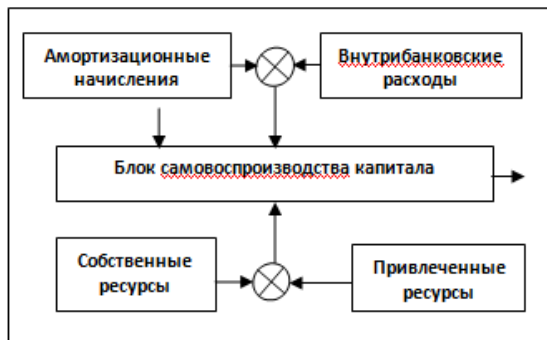 Амортизационные
начисления
Внутрибанковские
расходы
Блок самовоспроизводства капитала
Собственные
ресурсы
Привлеченные
ресурсы